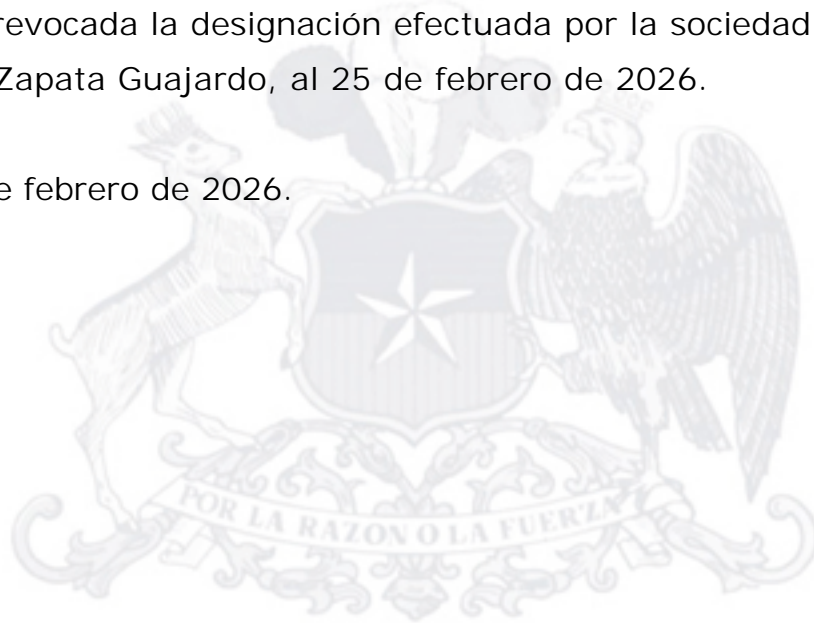 revocada la designación efectuada por la sociedad
Zapata Guajardo, al 25 de febrero de 2026.
e febrero de 2026.
POR LA RAZON O LA FUERZA